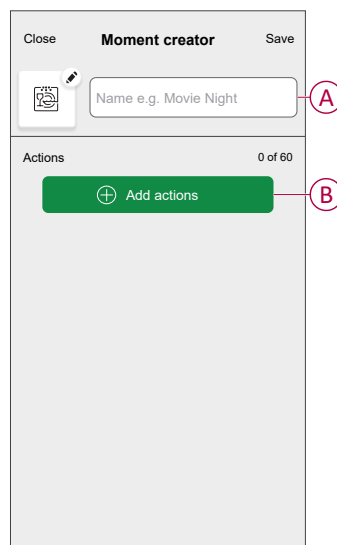 Close Moment creator Save
Name e.g. Movie Night A
Actions 0 of 60
Add actions B